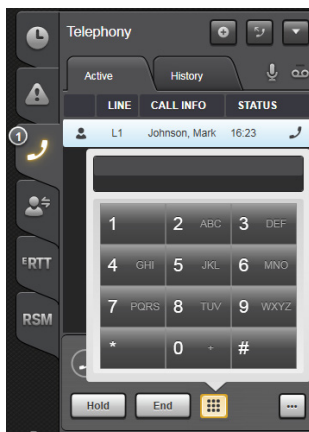 Telephony
Active History
LINE CALL INFO STATUS
1
L1 Johnson, Mark 16:23
1 2 ABC 3 DEF
4 GHI 5 JKL 6 MNO
7 PQRS 8 TUV 9 WXYZ
* 0 + #
ERTT
RSM
Hold End ...